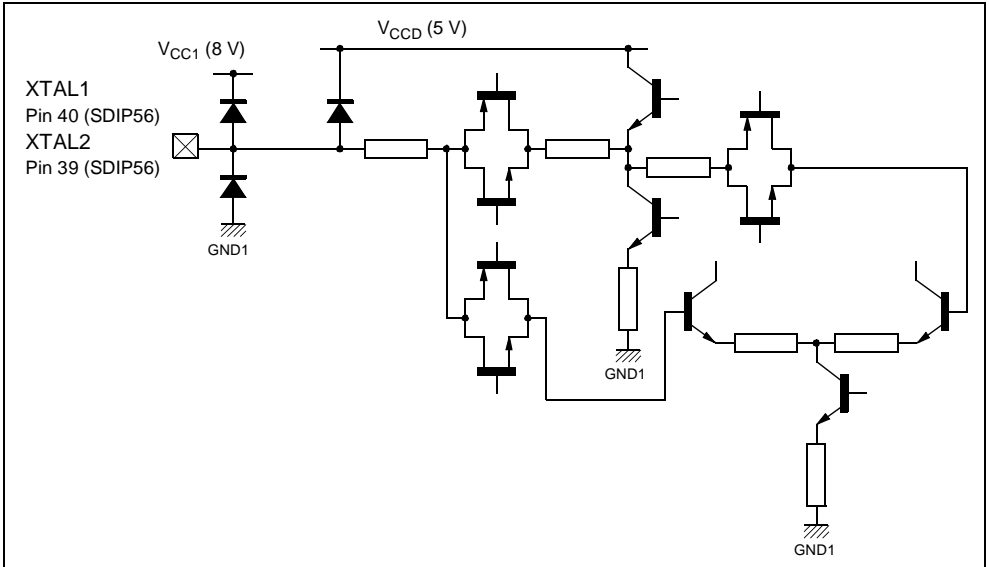 V_CCD (5 V)
V_CC1 (8 V)
XTAL1
Pin 40 (SDIP56)
XTAL2
Pin 39 (SDIP56)
GND1
GND1
GND1